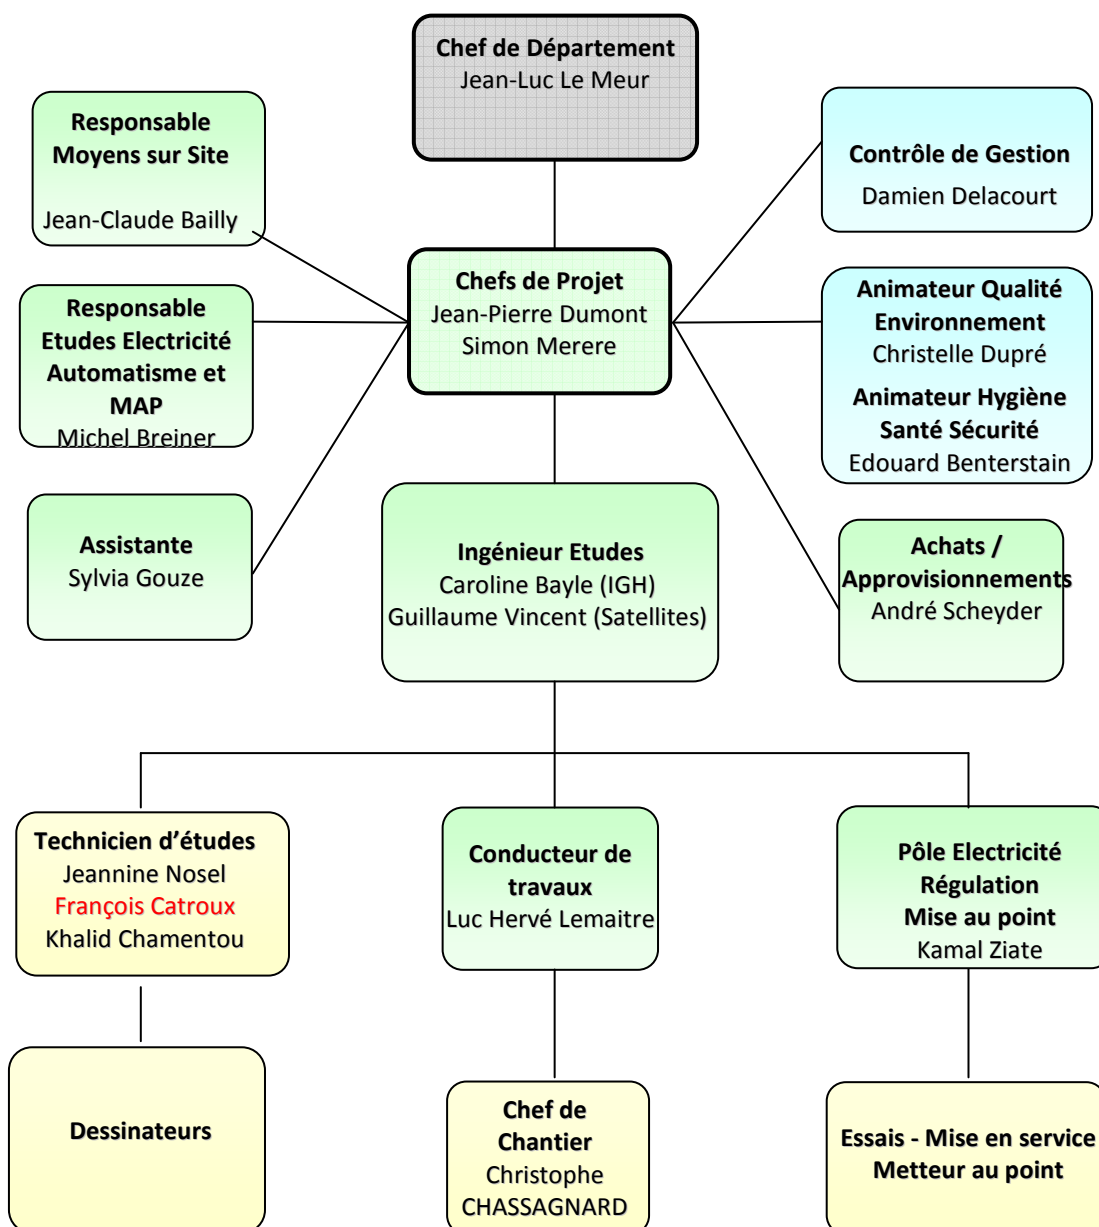 Chef de Département
Jean-Luc Le Meur
Responsable
Moyens sur Site
Jean-Claude Bailly
Contrôle de Gestion
Damien Delacourt
Chefs de Projet
Jean-Pierre Dumont
Simon Merere
Responsable
Etudes Electricité
Automatisme et
MAP
Michel Breiner
Animateur Qualité
Environnement
Christelle Dupré
Animateur Hygiène
Santé Sécurité
Edouard Benterstain
Assistante
Sylvia Gouze
Ingénieur Etudes
Caroline Bayle (IGH)
Guillaume Vincent (Satellites)
Achats /
Approvisionnements
André Scheyder
Technicien d’études
Jeannine Nosel
François Catroux
Khalid Chamentou
Conducteur de
travaux
Luc Hervé Lemaitre
Pôle Electricité
Régulation
Mise au point
Kamal Ziate
Dessinateurs
Chef de
Chantier
Christophe
CHASSAGNARD
Essais - Mise en service
Metteur au point